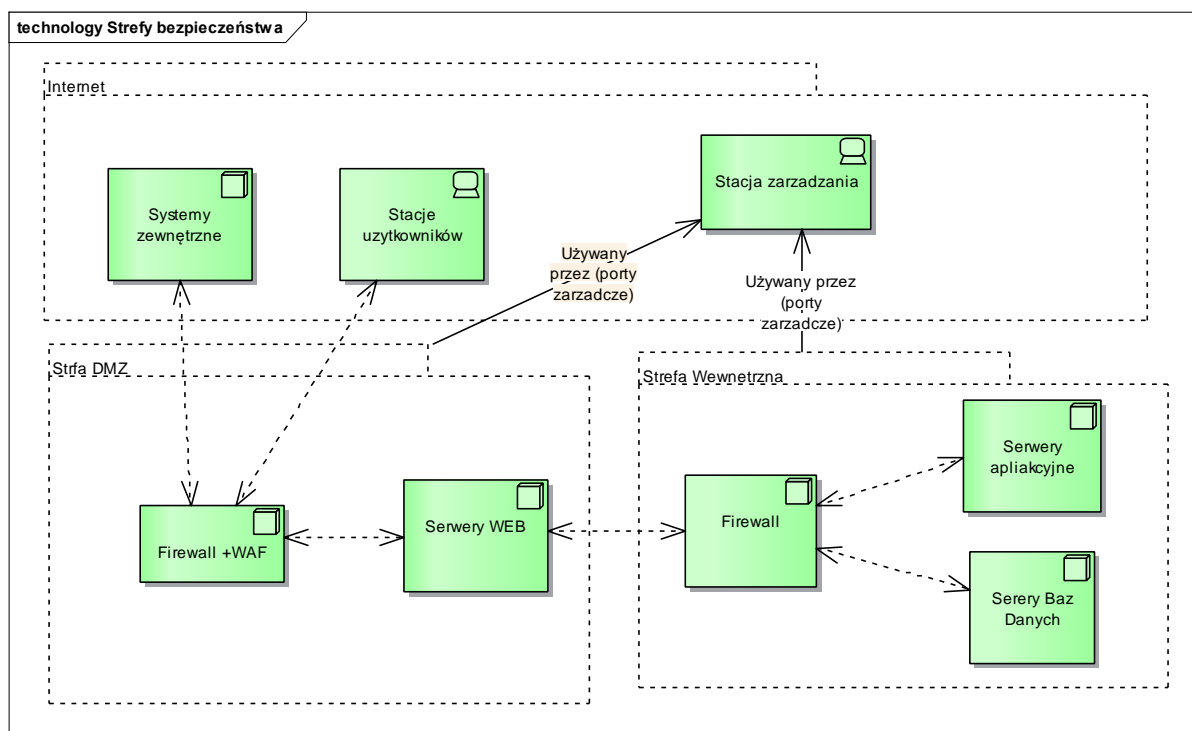 technology Strefy bezpieczeństwa
Internet
Systemy
zewnętrzne
Stacje
uzytkowników
Stacja zarzadzania
Używany
przez (porty
zarzadcze)
Używany przez
(porty
zarzadcze)
Strfa DMZ
Firewall +WAF
Serwery WEB
Strefa Wewnetrzna
Firewall
Serwery
apliakcyjne
Serery Baz
Danych